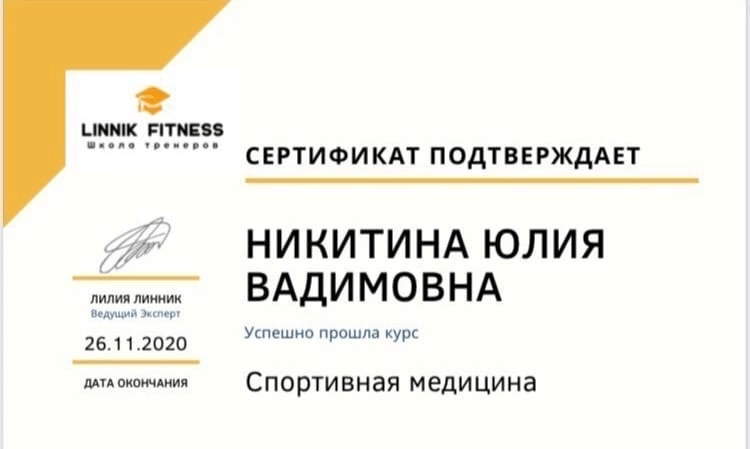 LINNIK FITNESS
Школа тренеров
СЕРТИФИКАТ ПОДТВЕРЖДАЕТ
НИКИТИНА ЮЛИЯ
ВАДИМОВНА
Успешно прошла курс
Спортивная медицина
ЛИЛИЯ ЛИННИК
Ведущий Эксперт
26.11.2020
ДАТА ОКОНЧАНИЯ